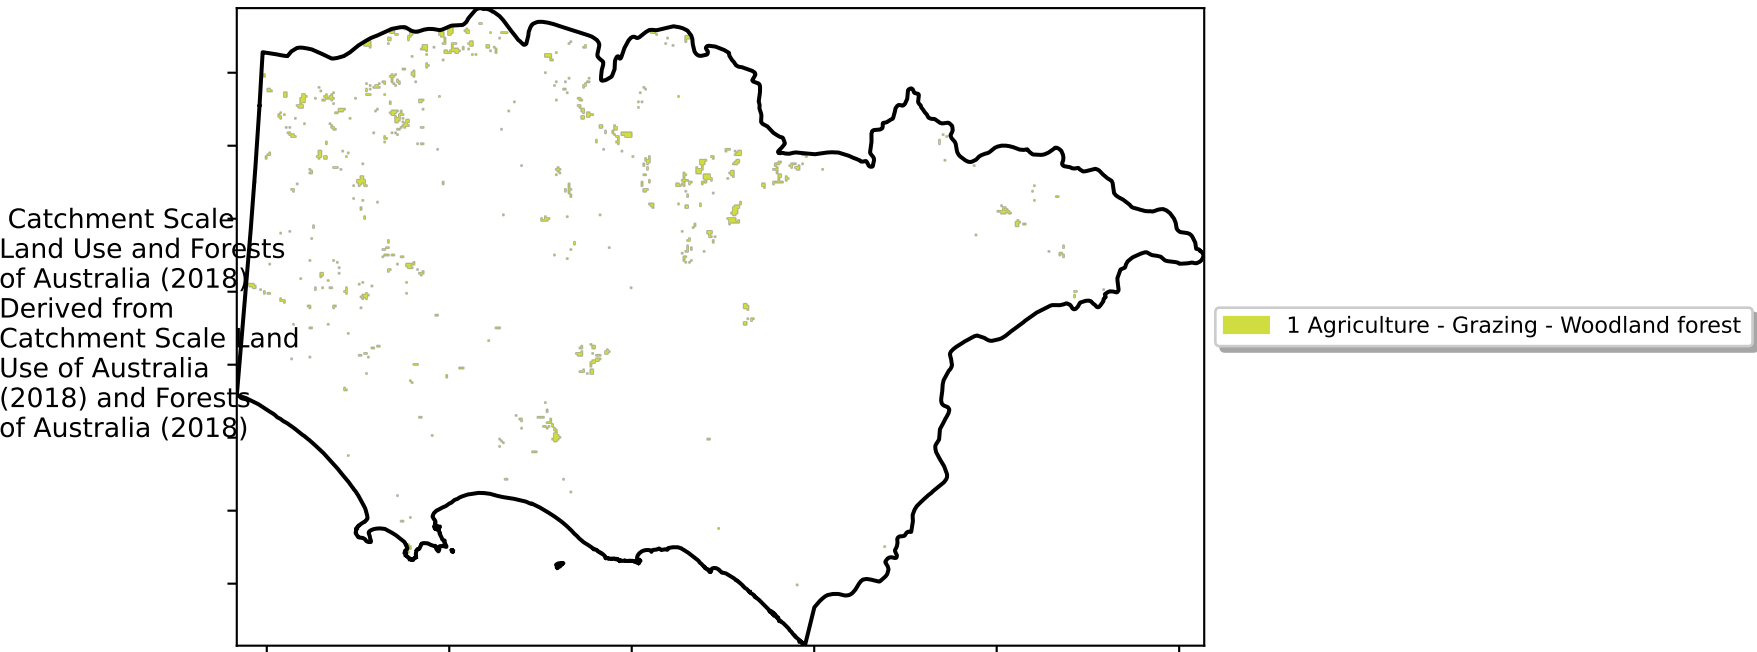 Catchment Scale
Land Use and Forests
of Australia (2018)
Derived from
Catchment Scale Land
Use of Australia
(2018) and Forests
of Australia (2018)
1 Agriculture - Grazing - Woodland forest